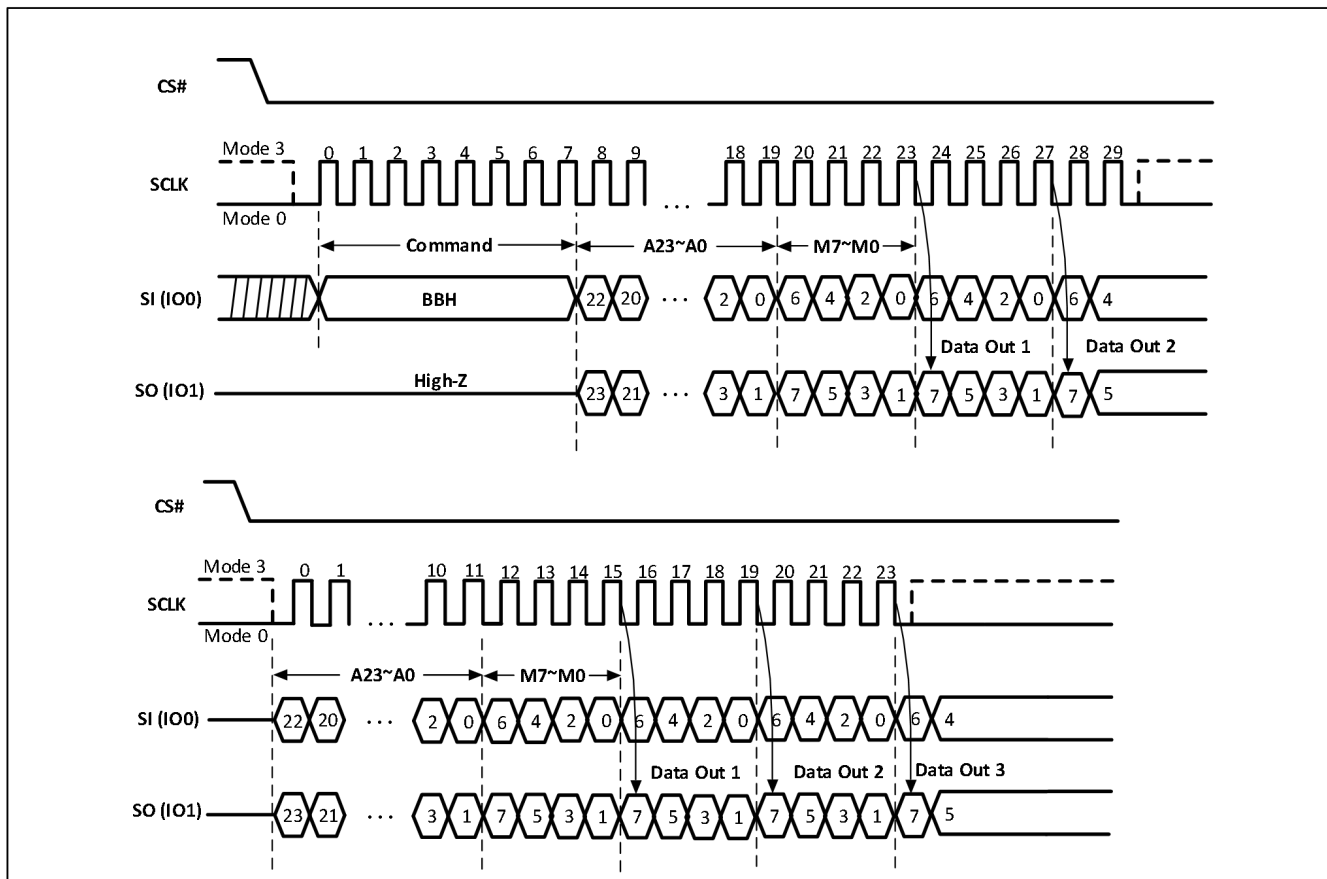 CS#
Mode 3
0 1 2 3 4 5 6 7 8 9 18 19 20 21 22 23 24 25 26 27 28 29
SCLK
...
Mode 0
Command A23~A0 M7~M0
SI (IO0) BBH 22 20 ... 2 0 6 4 2 0 6 4 2 0 6 4
Data Out 1 Data Out 2
SO (IO1) High-Z 23 21 ... 3 1 7 5 3 1 7 5 3 1 7 5
CS#
Mode 3
0 1 10 11 12 13 14 15 16 17 18 19 20 21 22 23
SCLK
...
Mode 0
A23~A0 M7~M0
SI (IO0) 22 20 ... 2 0 6 4 2 0 6 4 2 0 6 4 2 0 6 4
Data Out 1 Data Out 2 Data Out 3
SO (IO1) 23 21 ... 3 1 7 5 3 1 7 5 3 1 7 5 3 1 7 5